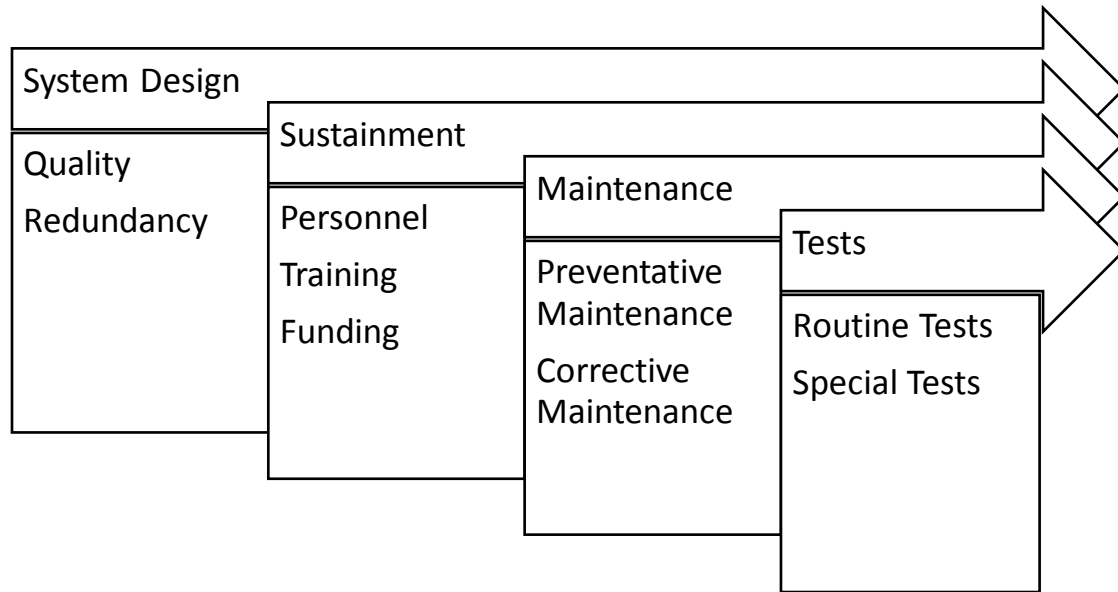 System Design
Quality
Redundancy
Sustainment
Personnel
Training
Funding
Maintenance
Preventative
Maintenance
Corrective
Maintenance
Tests
Routine Tests
Special Tests